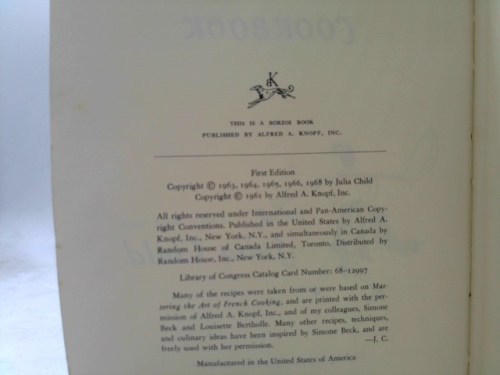 COOKBOOK
K
THIS IS A BORZOI BOOK
PUBLISHED BY ALFRED A. KNOPF, INC.
First Edition
Copyright © 1963, 1964, 1965, 1966, 1968 by Julia Child
Copyright © 1961 by Alfred A. Knopf, Inc.
All rights reserved under International and Pan-American Copy-
right Conventions. Published in the United States by Alfred A.
Knopf, Inc., New York, N.Y., and simultaneously in Canada by
Random House of Canada Limited, Toronto. Distributed by
Random House, Inc., New York, N.Y.
Library of Congress Catalog Card Number: 68-12997
Many of the recipes were taken from or were based on Mas-
tering the Art of French Cooking, and are printed with the per-
mission of Alfred A. Knopf, Inc., and of my colleagues, Simone
Beck and Louisette Bertholle. Many other recipes, techniques,
and culinary ideas have been inspired by Simone Beck, and are
freely used with her permission. —J. C.
Manufactured in the United States of America